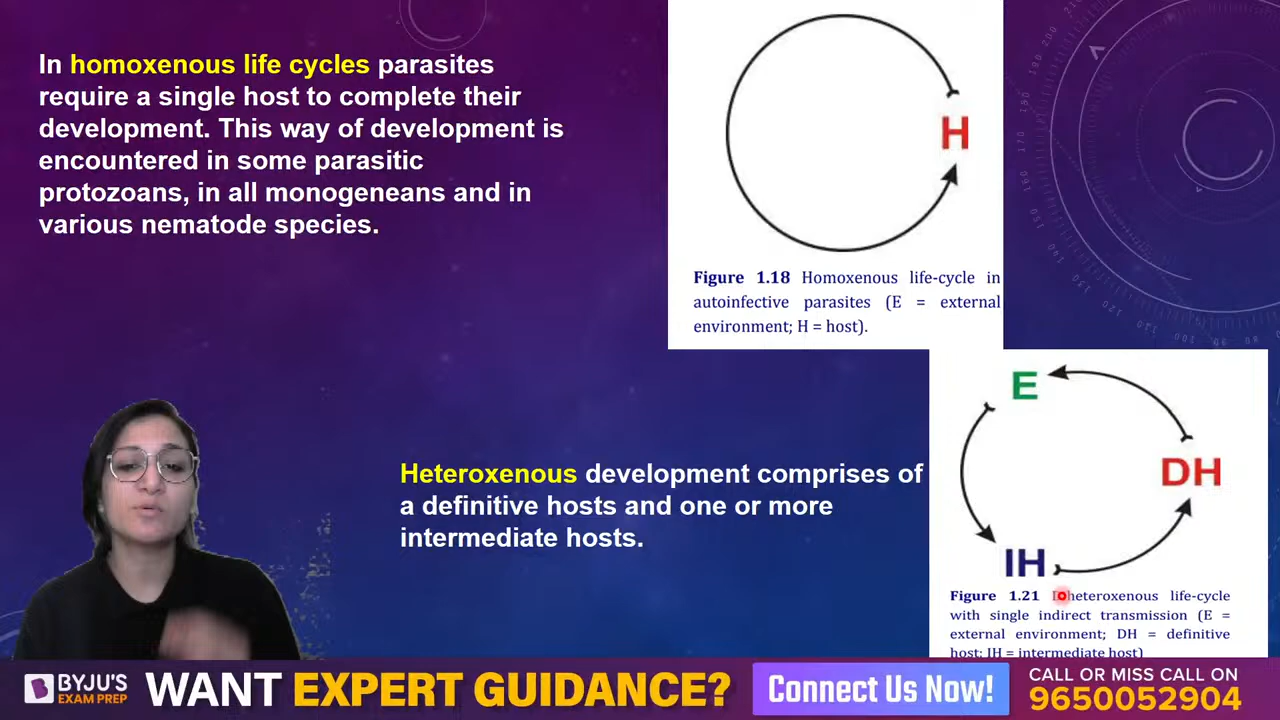 In homoxenous life cycles parasites
require a single host to complete their
development. This way of development is
encountered in some parasitic
protozoans, in all monogeneans and in
various nematode species.
H
Figure 1.18 Homoxenous life-cycle in
autoinfective parasites (E = external
environment; H = host).
Heteroxenous development comprises of
a definitive hosts and one or more
intermediate hosts.
E
DH
IH
Figure 1.21 heteroxenous life-cycle
with single indirect transmission (E =
external environment; DH = definitive
host; IH = intermediate host)
BYJU'S
EXAM PREP
WANT EXPERT GUIDANCE?
Connect Us Now!
CALL OR MISS CALL ON
9650052904